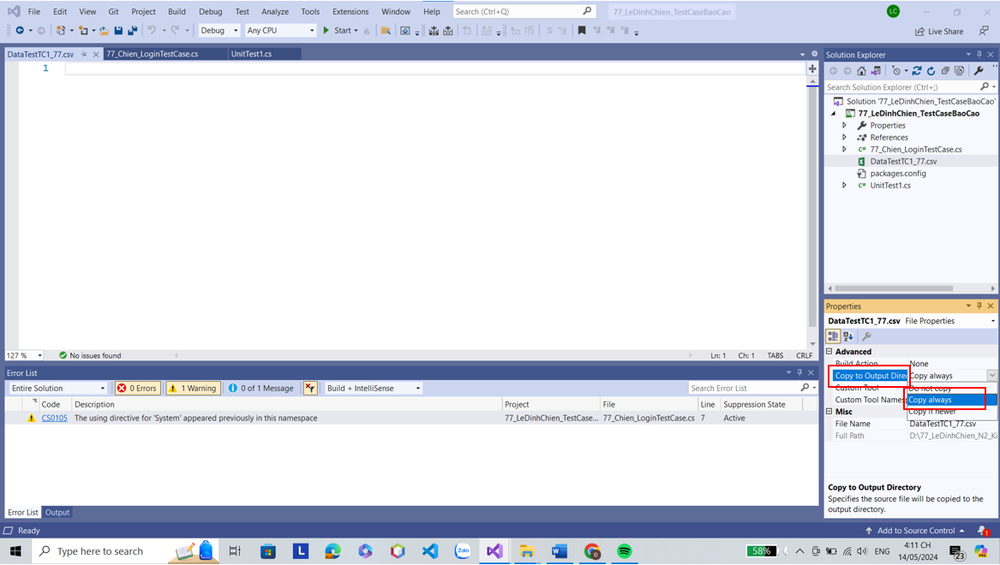 File Edit View Git Project Build Debug Test Analyze Tools Extensions Window Help Search (Ctrl+Q) 77_LeDinhChien_TestCaseBaoCao LC
Debug Any CPU Start Live Share
DataTestTC1_77.csv 77_Chien_LoginTestCase.cs UnitTest1.cs
1
127 % No issues found Ln: 1 Ch: 1 TABS CRLF
Solution Explorer
Search Solution Explorer (Ctrl+;)
Solution '77_LeDinhChien_TestCaseBaoCao'
77_LeDinhChien_TestCaseBaoCao
Properties
References
77_Chien_LoginTestCase.cs
DataTestTC1_77.csv
packages.config
UnitTest1.cs
Properties
DataTestTC1_77.csv File Properties
Advanced
Build Action None
Copy to Output Direc Copy always
Do not copy
Custom Tool
Copy always
Custom Tool Names
Copy if newer
Misc
File Name DataTestTC1_77.csv
Full Path D:\77_LeDinhChien_N2_Ki
Copy to Output Directory
Specifies the source file will be copied to the
output directory.
Error List
Entire Solution 0 Errors 1 Warning 0 of 1 Message Build + IntelliSense Search Error List
Code Description Project File Line Suppression State
CS0105 The using directive for 'System' appeared previously in this namespace 77_LeDinhChien_TestCase... 77_Chien_LoginTestCase.cs 7 Active
Error List Output
Ready Add to Source Control 1
Type here to search L Zalo 58% ENG 4:11 CH
14/05/2024 23